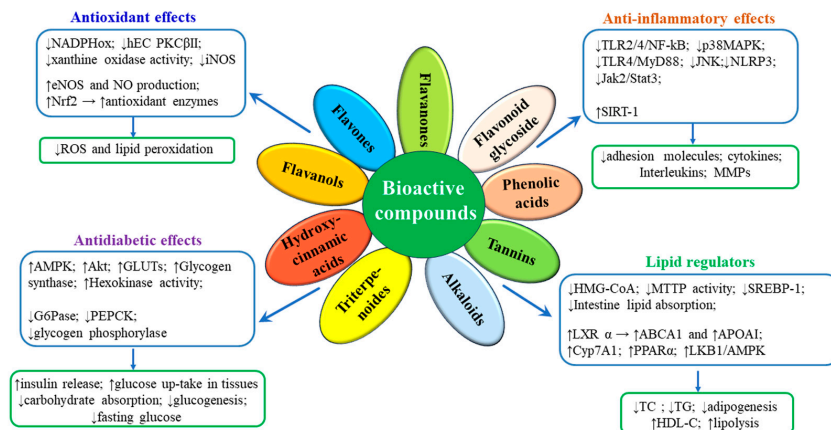 Antioxidant effects
↓NADPHox; ↓hEC PKCβII;
↓xanthine oxidase activity; ↓iNOS
↑eNOS and NO production;
↑Nrf2 → ↑antioxidant enzymes
↓ROS and lipid peroxidation
Anti-inflammatory effects
↓TLR2/4/NF-kB; ↓p38MAPK;
↓TLR4/MyD88; ↓JNK;↓NLRP3;
↓Jak2/Stat3;
↑SIRT-1
↓adhesion molecules; cytokines;
Interleukins; MMPs
Flavanones
Flavonoid
glycoside
Phenolic
acids
Tannins
Alkaloids
Triterpe-
noides
Hydroxy-
cinnamic
acids
Flavanols
Flavones
Bioactive
compounds
Antidiabetic effects
↑AMPK; ↑Akt; ↑GLUTs; ↑Glycogen
synthase; ↑Hexokinase activity;
↓G6Pase; ↓PEPCK;
↓glycogen phosphorylase
↑insulin release; ↑glucose up-take in tissues
↓carbohydrate absorption; ↓glucogenesis;
↓fasting glucose
Lipid regulators
↓HMG-CoA; ↓MTTP activity; ↓SREBP-1;
↓Intestine lipid absorption;
↑LXR α → ↑ABCA1 and ↑APOAI;
↑Cyp7A1; ↑PPARα; ↑LKB1/AMPK
↓TC ; ↓TG; ↓adipogenesis
↑HDL-C; ↑lipolysis